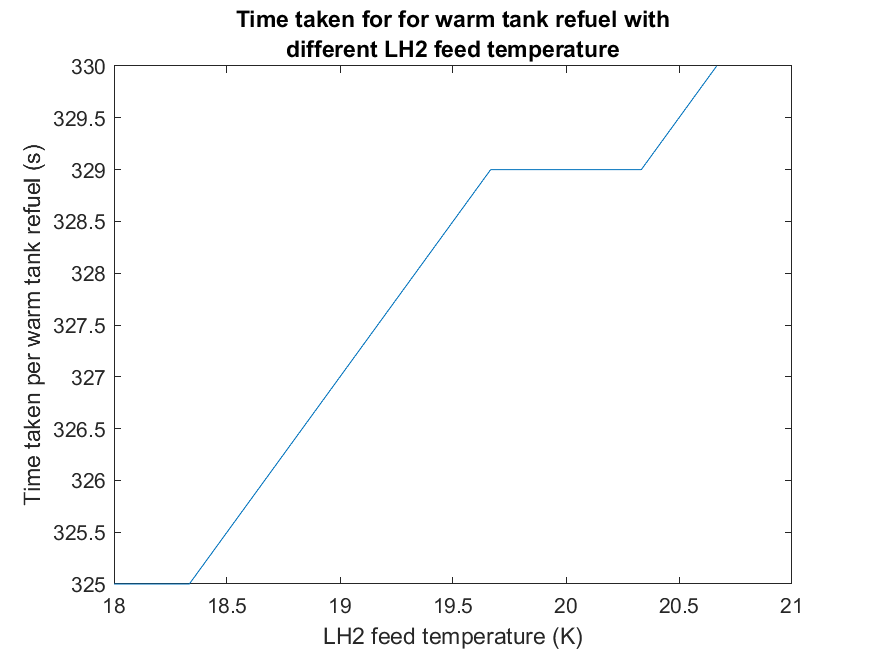 Time taken for for warm tank refuel with
different LH2 feed temperature
330
329.5
329
328.5
328
327.5
327
326.5
326
325.5
325
Time taken per warm tank refuel (s)
18 18.5 19 19.5 20 20.5 21
LH2 feed temperature (K)